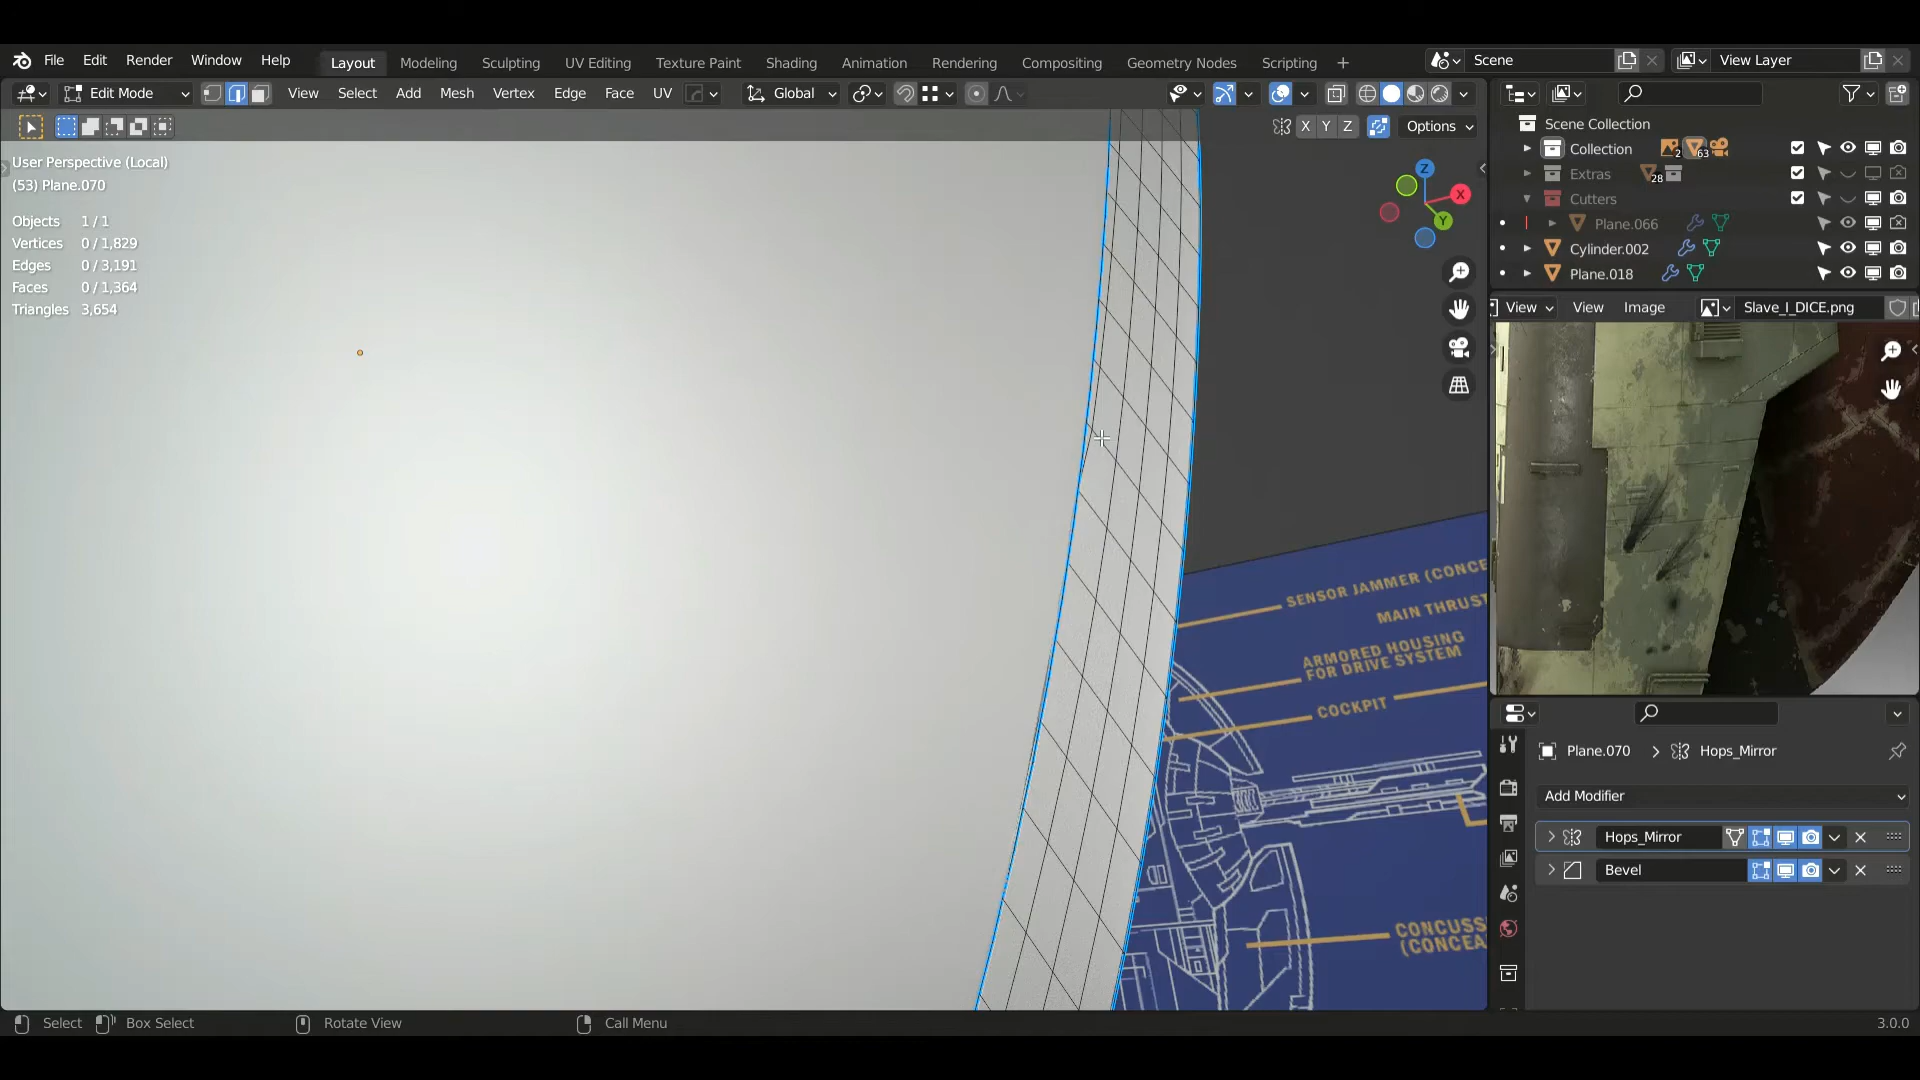 File Edit Render Window Help Layout Modeling Sculpting UV Editing Texture Paint Shading Animation Rendering Compositing Geometry Nodes Scripting + Scene View Layer
Edit Mode View Select Add Mesh Vertex Edge Face UV Global
X Y Z Options
User Perspective (Local)
(53) Plane.070
Objects 1 / 1
Vertices 0 / 1,829
Edges 0 / 3,191
Faces 0 / 1,364
Triangles 3,654
Z
X
Y
SENSOR JAMMER (CONCE
MAIN THRUST
ARMORED HOUSING
FOR DRIVE SYSTEM
COCKPIT
CONCUSS
(CONCEA
Scene Collection
Collection 2 63
Extras 28
Cutters
Plane.066
Cylinder.002
Plane.018
View View Image Slave_I_DICE.png
Plane.070 > Hops_Mirror
Add Modifier
Hops_Mirror
Bevel
Select Box Select Rotate View Call Menu 3.0.0